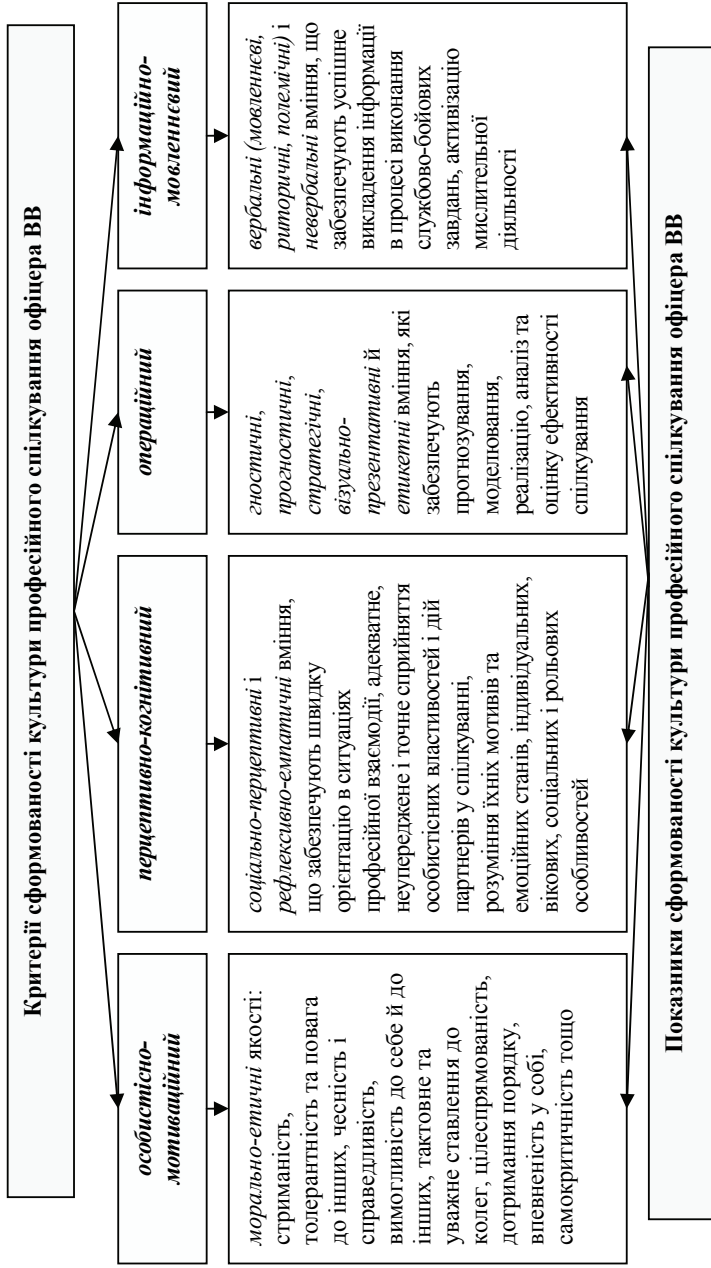 Критерії сформованості культури професійного спілкування офіцера ВВ
особистісно-
мотиваційний
перцептивно-когнітивний
операційний
інформаційно-
мовленнєвий
морально-етичні якості:
стриманість,
толерантність та повага
до інших, чесність і
справедливість,
вимогливість до себе й до
інших, тактовне та
уважне ставлення до
колег, цілеспрямованість,
дотримання порядку,
впевненість у собі,
самокритичність тощо
соціально-перцептивні і
рефлексивно-емпатичні вміння,
що забезпечують швидку
орієнтацію в ситуаціях
професійної взаємодії, адекватне,
неупереджене і точне сприйняття
особистісних властивостей і дій
партнерів у спілкуванні,
розуміння їхніх мотивів та
емоційних станів, індивідуальних,
вікових, соціальних і рольових
особливостей
гностичні,
прогностичні,
стратегічні,
візуально-
презентативні й
етикетні вміння, які
забезпечують
прогнозування,
моделювання,
реалізацію, аналіз та
оцінку ефективності
спілкування
вербальні (мовленнєві,
риторичні, полемічні) і
невербальні вміння, що
забезпечують успішне
викладення інформації
в процесі виконання
службово-бойових
завдань, активізацію
мислительної
діяльності
Показники сформованості культури професійного спілкування офіцера ВВ